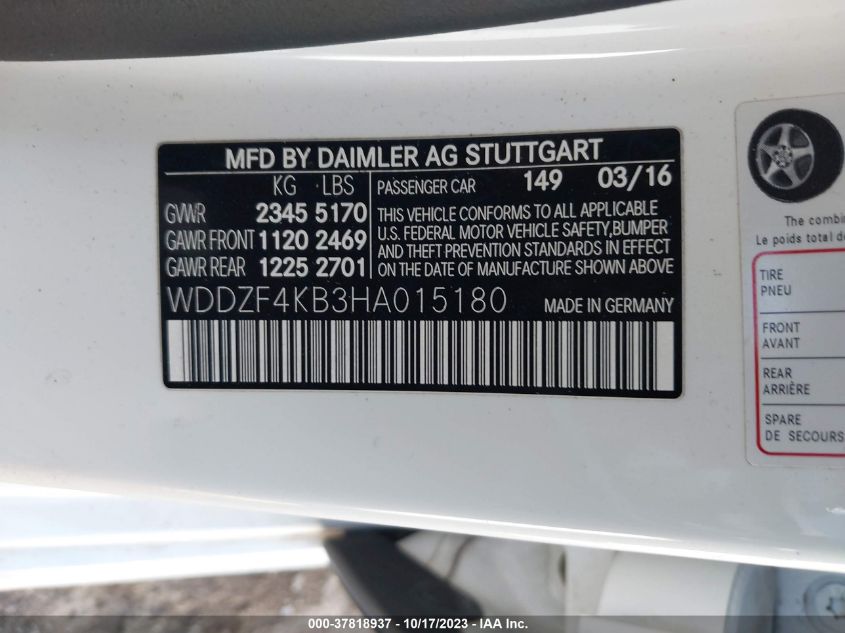 MFD BY DAIMLER AG STUTTGART
KG LBS
GVWR 2345 5170
GAWR FRONT 1120 2469
GAWR REAR 1225 2701
PASSENGER CAR 149 03/16
THIS VEHICLE CONFORMS TO ALL APPLICABLE
U.S. FEDERAL MOTOR VEHICLE SAFETY,BUMPER
AND THEFT PREVENTION STANDARDS IN EFFECT
ON THE DATE OF MANUFACTURE SHOWN ABOVE
WDDZF4KB3HA015180 MADE IN GERMANY
The
Le poids total
TIRE
PNEU
FRONT
AVANT
REAR
ARRIÈRE
SPARE
DE SECOURS
000-37818937 - 10/17/2023 - IAAI Inc.